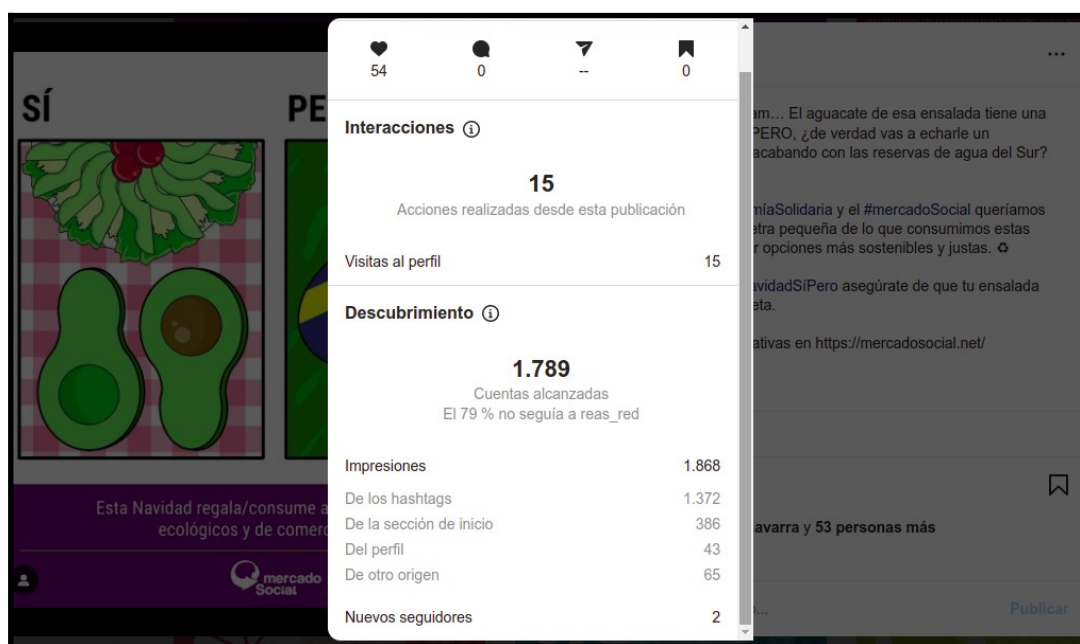 54
0
--
0
Interacciones
15
Acciones realizadas desde esta publicación
Visitas al perfil 15
Descubrimiento
1.789
Cuentas alcanzadas
El 79 % no seguía a reas_red
Impresiones 1.868
De los hashtags 1.372
De la sección de inicio 386
Del perfil 43
De otro origen 65
Nuevos seguidores 2
SÍ
PE
Esta Navidad regala/consume a
ecológicos y de comer
mercado
Social
am… El aguacate de esa ensalada tiene una
PERO, ¿de verdad vas a echarle un
acabando con las reservas de agua del Sur?
míaSolidaria y el #mercadoSocial queríamos
etra pequeña de lo que consumimos estas
r opciones más sostenibles y justas. ♻
avidadSíPero asegúrate de que tu ensalada
eta.
ativas en https://mercadosocial.net/
avarra y 53 personas más
Publicar